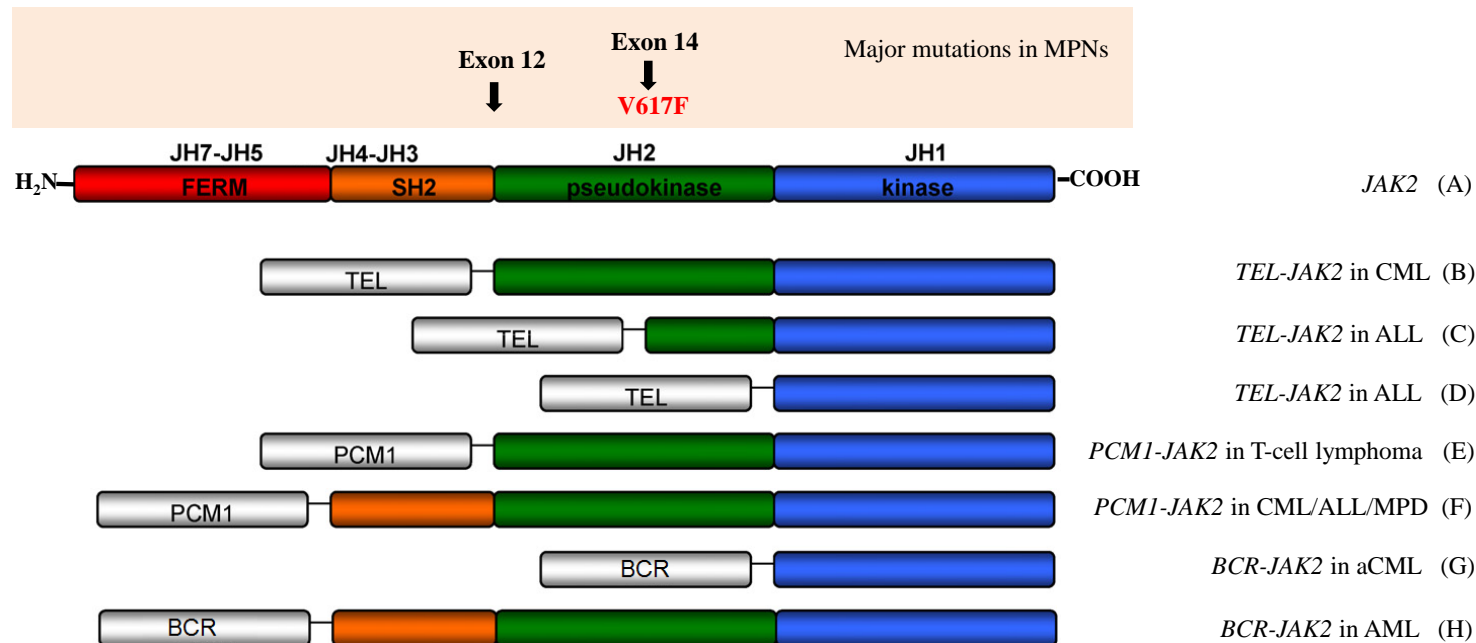 Exon 12
Exon 14
V617F
Major mutations in MPNs
JH7-JH5 JH4-JH3 JH2 JH1
H₂N FERM SH2 pseudokinase kinase COOH JAK2 (A)
TEL TEL-JAK2 in CML (B)
TEL TEL-JAK2 in ALL (C)
TEL TEL-JAK2 in ALL (D)
PCM1 PCM1-JAK2 in T-cell lymphoma (E)
PCM1 PCM1-JAK2 in CML/ALL/MPD (F)
BCR BCR-JAK2 in aCML (G)
BCR BCR-JAK2 in AML (H)